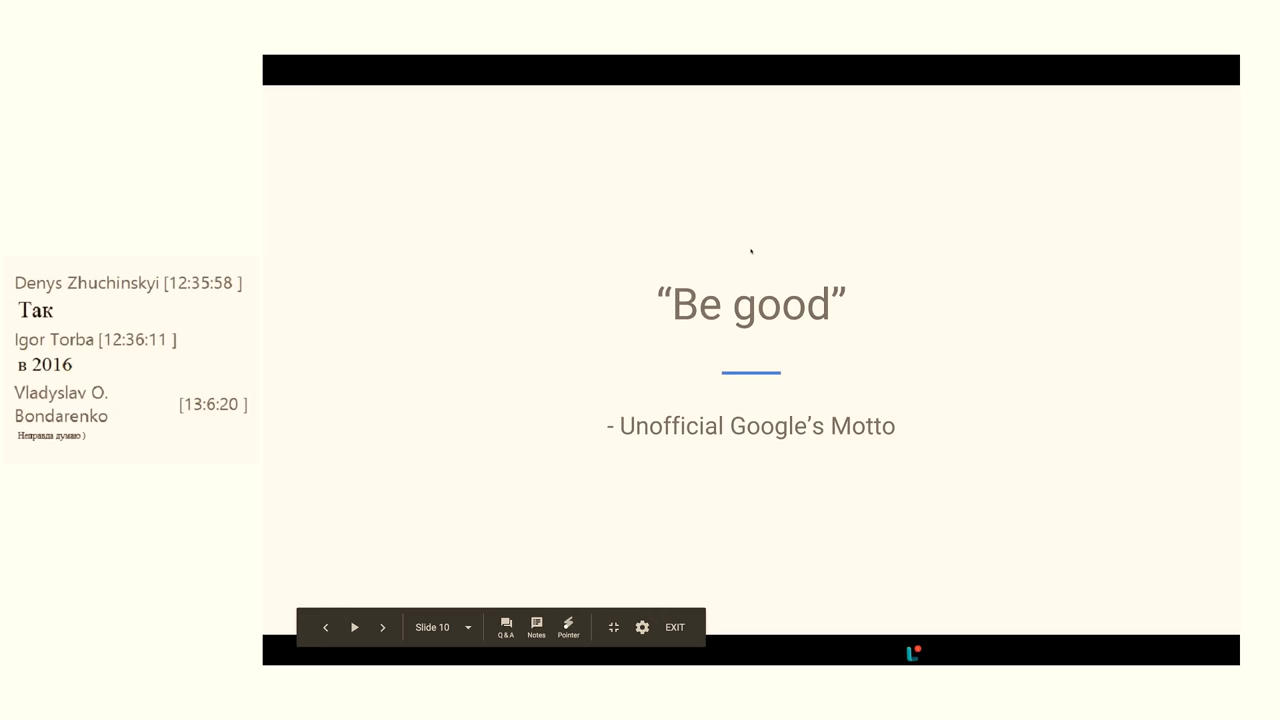 Denys Zhuchinskyi [12:35:58 ]
Так
Igor Torba [12:36:11 ]
в 2016
Vladyslav O. Bondarenko [13:6:20 ]
Неправда думаю )
“Be good”
- Unofficial Google’s Motto
Slide 10
Q & A
Notes
Pointer
EXIT